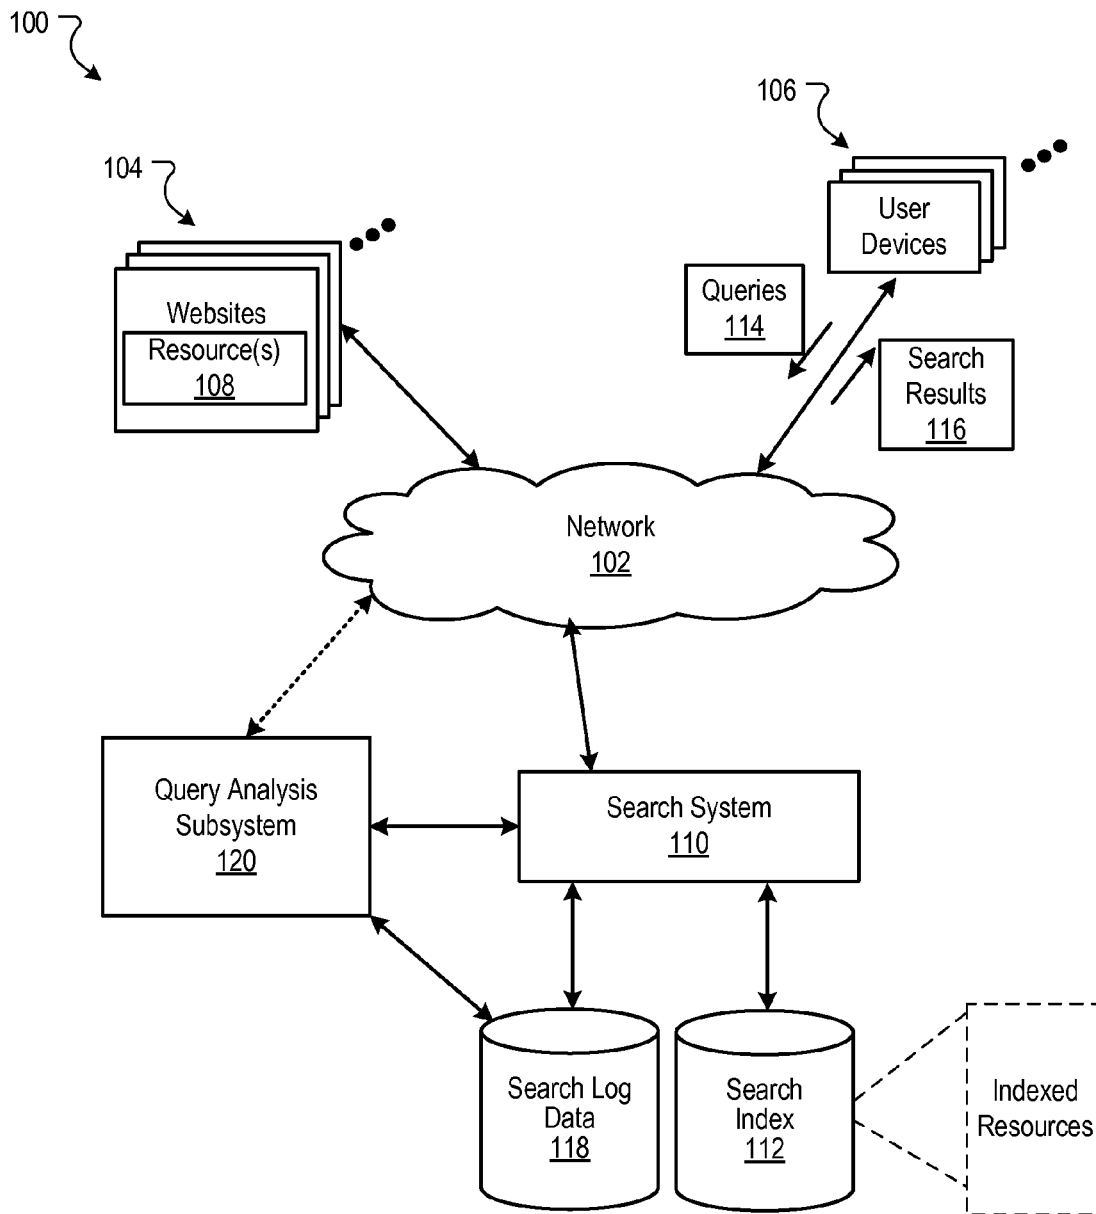 100
106
104
User
Devices
Queries
114
Websites
Resource(s)
108
Search
Results
116
Network
102
Query Analysis
Subsystem
120
Search System
110
Search Log
Data
118
Search
Index
112
Indexed
Resources